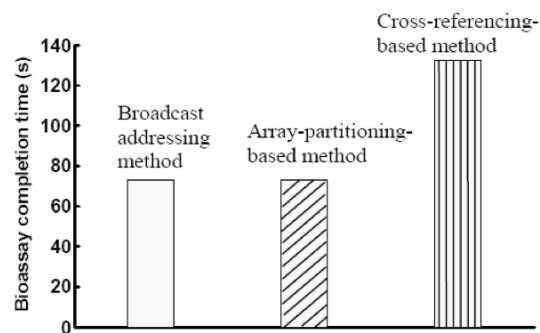 Cross-referencing-
based method
140
120
100
80
60
40
20
0
Bioassay completion time (s)
Broadcast
addressing
method
Array-partitioning-
based method